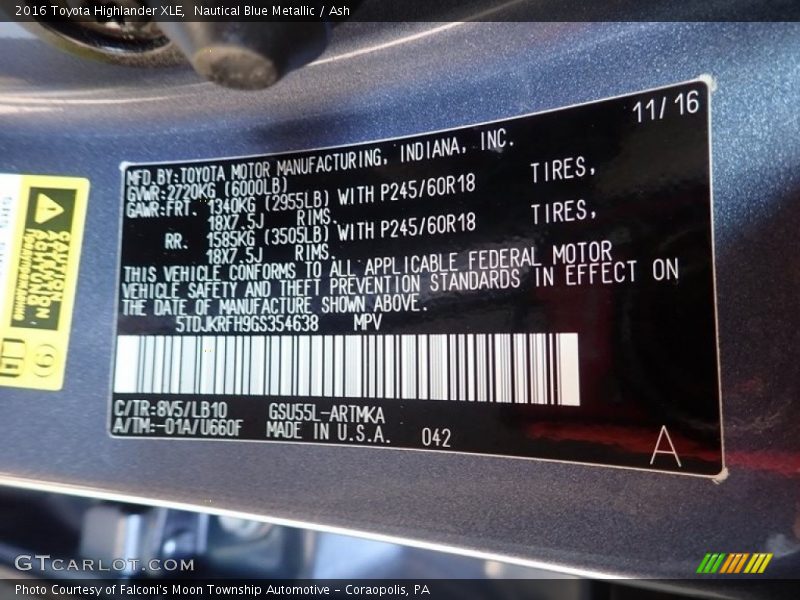 2016 Toyota Highlander XLE,  Nautical Blue Metallic / Ash
11/16
MFD.BY:TOYOTA MOTOR MANUFACTURING, INDIANA, INC.
GVWR:2720KG (6000LB)
GAWR:FRT. 1340KG (2955LB) WITH P245/60R18 TIRES,
18X7.5J RIMS.
RR. 1585KG (3505LB) WITH P245/60R18 TIRES,
18X7.5J RIMS.
THIS VEHICLE CONFORMS TO ALL APPLICABLE FEDERAL MOTOR
VEHICLE SAFETY AND THEFT PREVENTION STANDARDS IN EFFECT ON
THE DATE OF MANUFACTURE SHOWN ABOVE.
5TDJKRFH9GS354638 MPV
C/TR:8V5/LB10 GSU55L-ARTMKA
A/TM:-01A/U660F MADE IN U.S.A. 042
A
CAUTION
GTCARLOT.COM
Photo Courtesy of Falconi's Moon Township Automotive - Coraopolis, PA